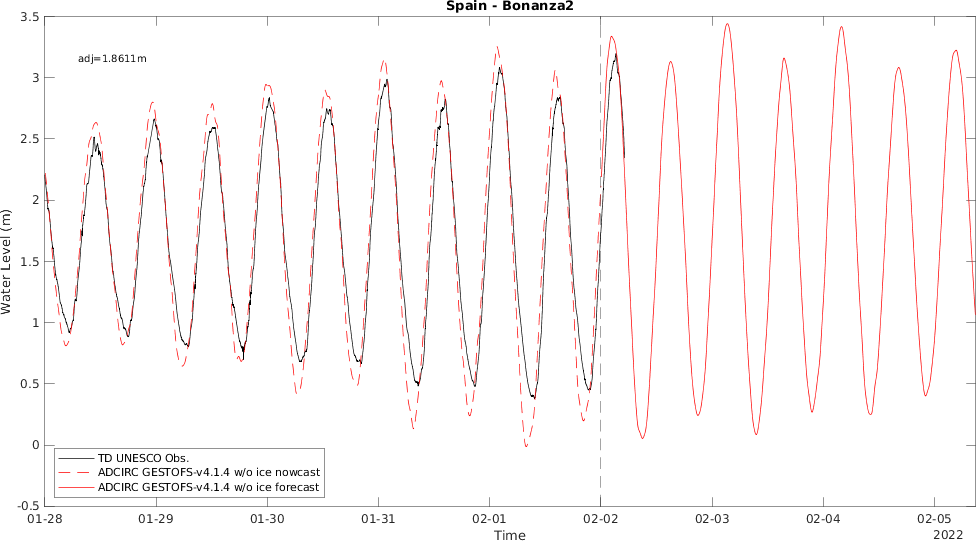 Spain - Bonanza2
adj=1.8611m
3.5
3
2.5
2
1.5
1
0.5
0
-0.5
Water Level (m)
TD UNESCO Obs.
ADCIRC GESTOFS-v4.1.4 w/o ice nowcast
ADCIRC GESTOFS-v4.1.4 w/o ice forecast
01-28 01-29 01-30 01-31 02-01 02-02 02-03 02-04 02-05
Time
2022